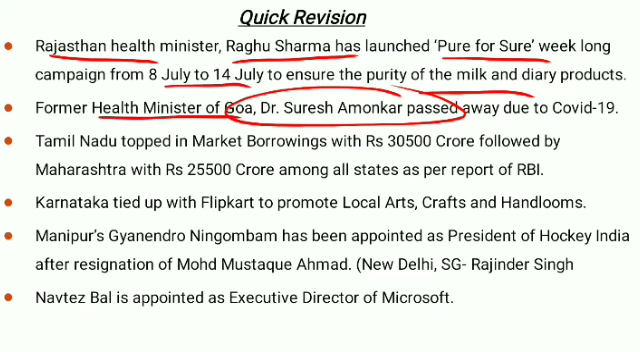 Quick Revision
Rajasthan health minister, Raghu Sharma has launched ‘Pure for Sure’ week long
campaign from 8 July to 14 July to ensure the purity of the milk and diary products.
Former Health Minister of Goa, Dr. Suresh Amonkar passed away due to Covid-19.
Tamil Nadu topped in Market Borrowings with Rs 30500 Crore followed by
Maharashtra with Rs 25500 Crore among all states as per report of RBI.
Karnataka tied up with Flipkart to promote Local Arts, Crafts and Handlooms.
Manipur’s Gyanendro Ningombam has been appointed as President of Hockey India
after resignation of Mohd Mustaque Ahmad. (New Delhi, SG- Rajinder Singh
Navtez Bal is appointed as Executive Director of Microsoft.